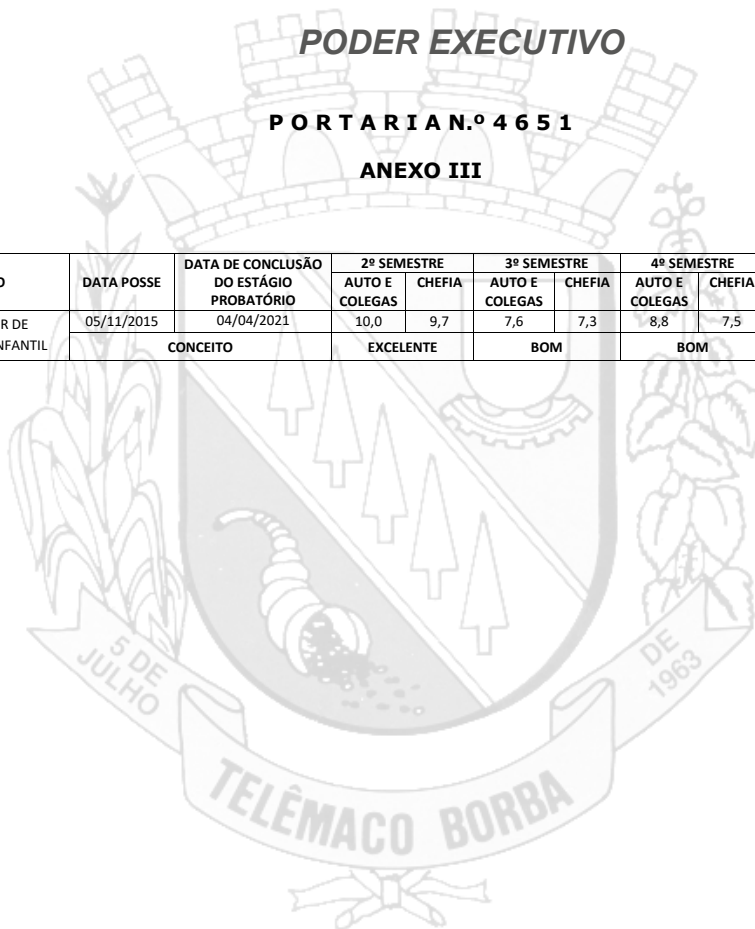 PODER EXECUTIVO
P O R T A R I A N.º 4 6 5 1
ANEXO III
DATA POSSE
DATA DE CONCLUSÃO DO ESTÁGIO PROBATÓRIO
2º SEMESTRE
3º SEMESTRE
4º SEMESTRE
AUTO E COLEGAS
CHEFIA
AUTO E COLEGAS
CHEFIA
AUTO E COLEGAS
CHEFIA
R DE
05/11/2015
04/04/2021
10,0
9,7
7,6
7,3
8,8
7,5
NFANTIL
CONCEITO
EXCELENTE
BOM
BOM
5 DE JULHO
DE 1963
TELÊMACO BORBA